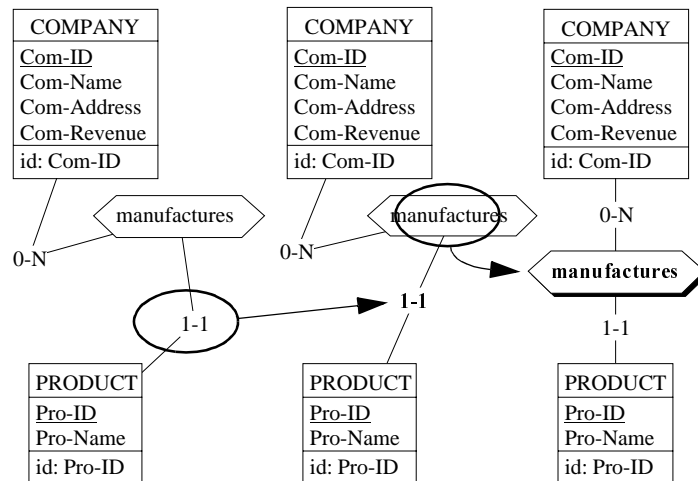 COMPANY
Com-ID
Com-Name
Com-Address
Com-Revenue
id: Com-ID
manufactures
0-N
1-1
PRODUCT
Pro-ID
Pro-Name
id: Pro-ID
COMPANY
Com-ID
Com-Name
Com-Address
Com-Revenue
id: Com-ID
manufactures
0-N
1-1
PRODUCT
Pro-ID
Pro-Name
id: Pro-ID
COMPANY
Com-ID
Com-Name
Com-Address
Com-Revenue
id: Com-ID
0-N
manufactures
1-1
PRODUCT
Pro-ID
Pro-Name
id: Pro-ID